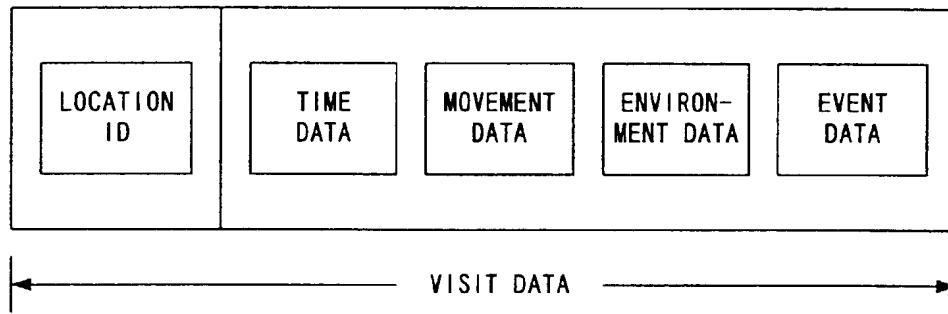 LOCATION
ID
TIME
DATA
MOVEMENT
DATA
ENVIRON-
MENT DATA
EVENT
DATA
VISIT DATA